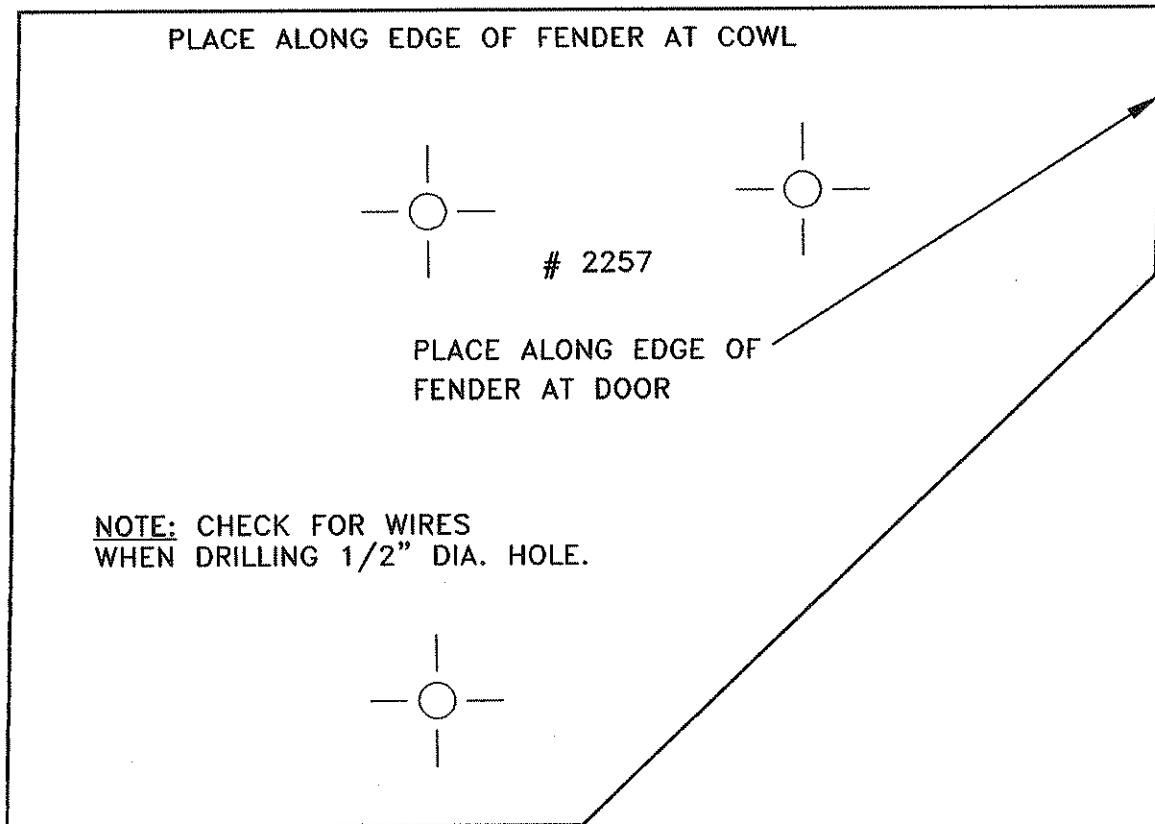 PLACE ALONG EDGE OF FENDER AT COWL
# 2257
PLACE ALONG EDGE OF
FENDER AT DOOR
NOTE: CHECK FOR WIRES
WHEN DRILLING 1/2" DIA. HOLE.